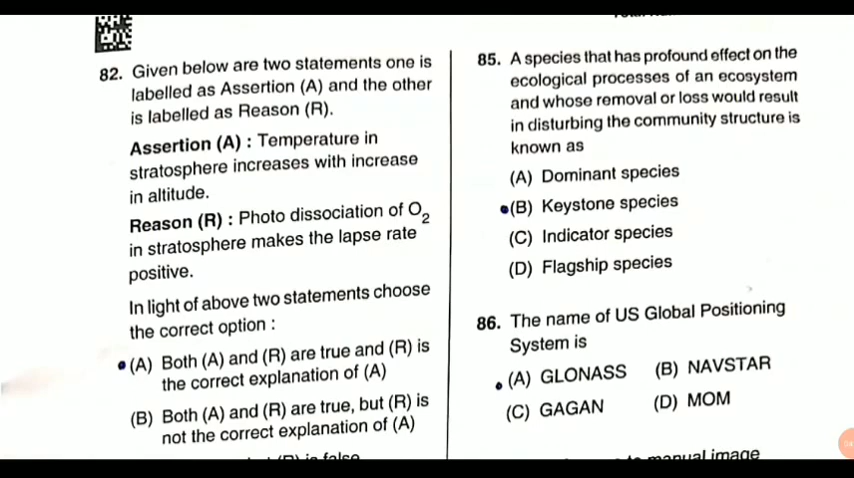 82. Given below are two statements one is
labelled as Assertion (A) and the other
is labelled as Reason (R).
Assertion (A) : Temperature in
stratosphere increases with increase
in altitude.
Reason (R) : Photo dissociation of O2
in stratosphere makes the lapse rate
positive.
In light of above two statements choose
the correct option :
(A) Both (A) and (R) are true and (R) is
the correct explanation of (A)
(B) Both (A) and (R) are true, but (R) is
not the correct explanation of (A)
(R) is false
85. A species that has profound effect on the
ecological processes of an ecosystem
and whose removal or loss would result
in disturbing the community structure is
known as
(A) Dominant species
(B) Keystone species
(C) Indicator species
(D) Flagship species
86. The name of US Global Positioning
System is
(A) GLONASS (B) NAVSTAR
(C) GAGAN (D) MOM
manual image